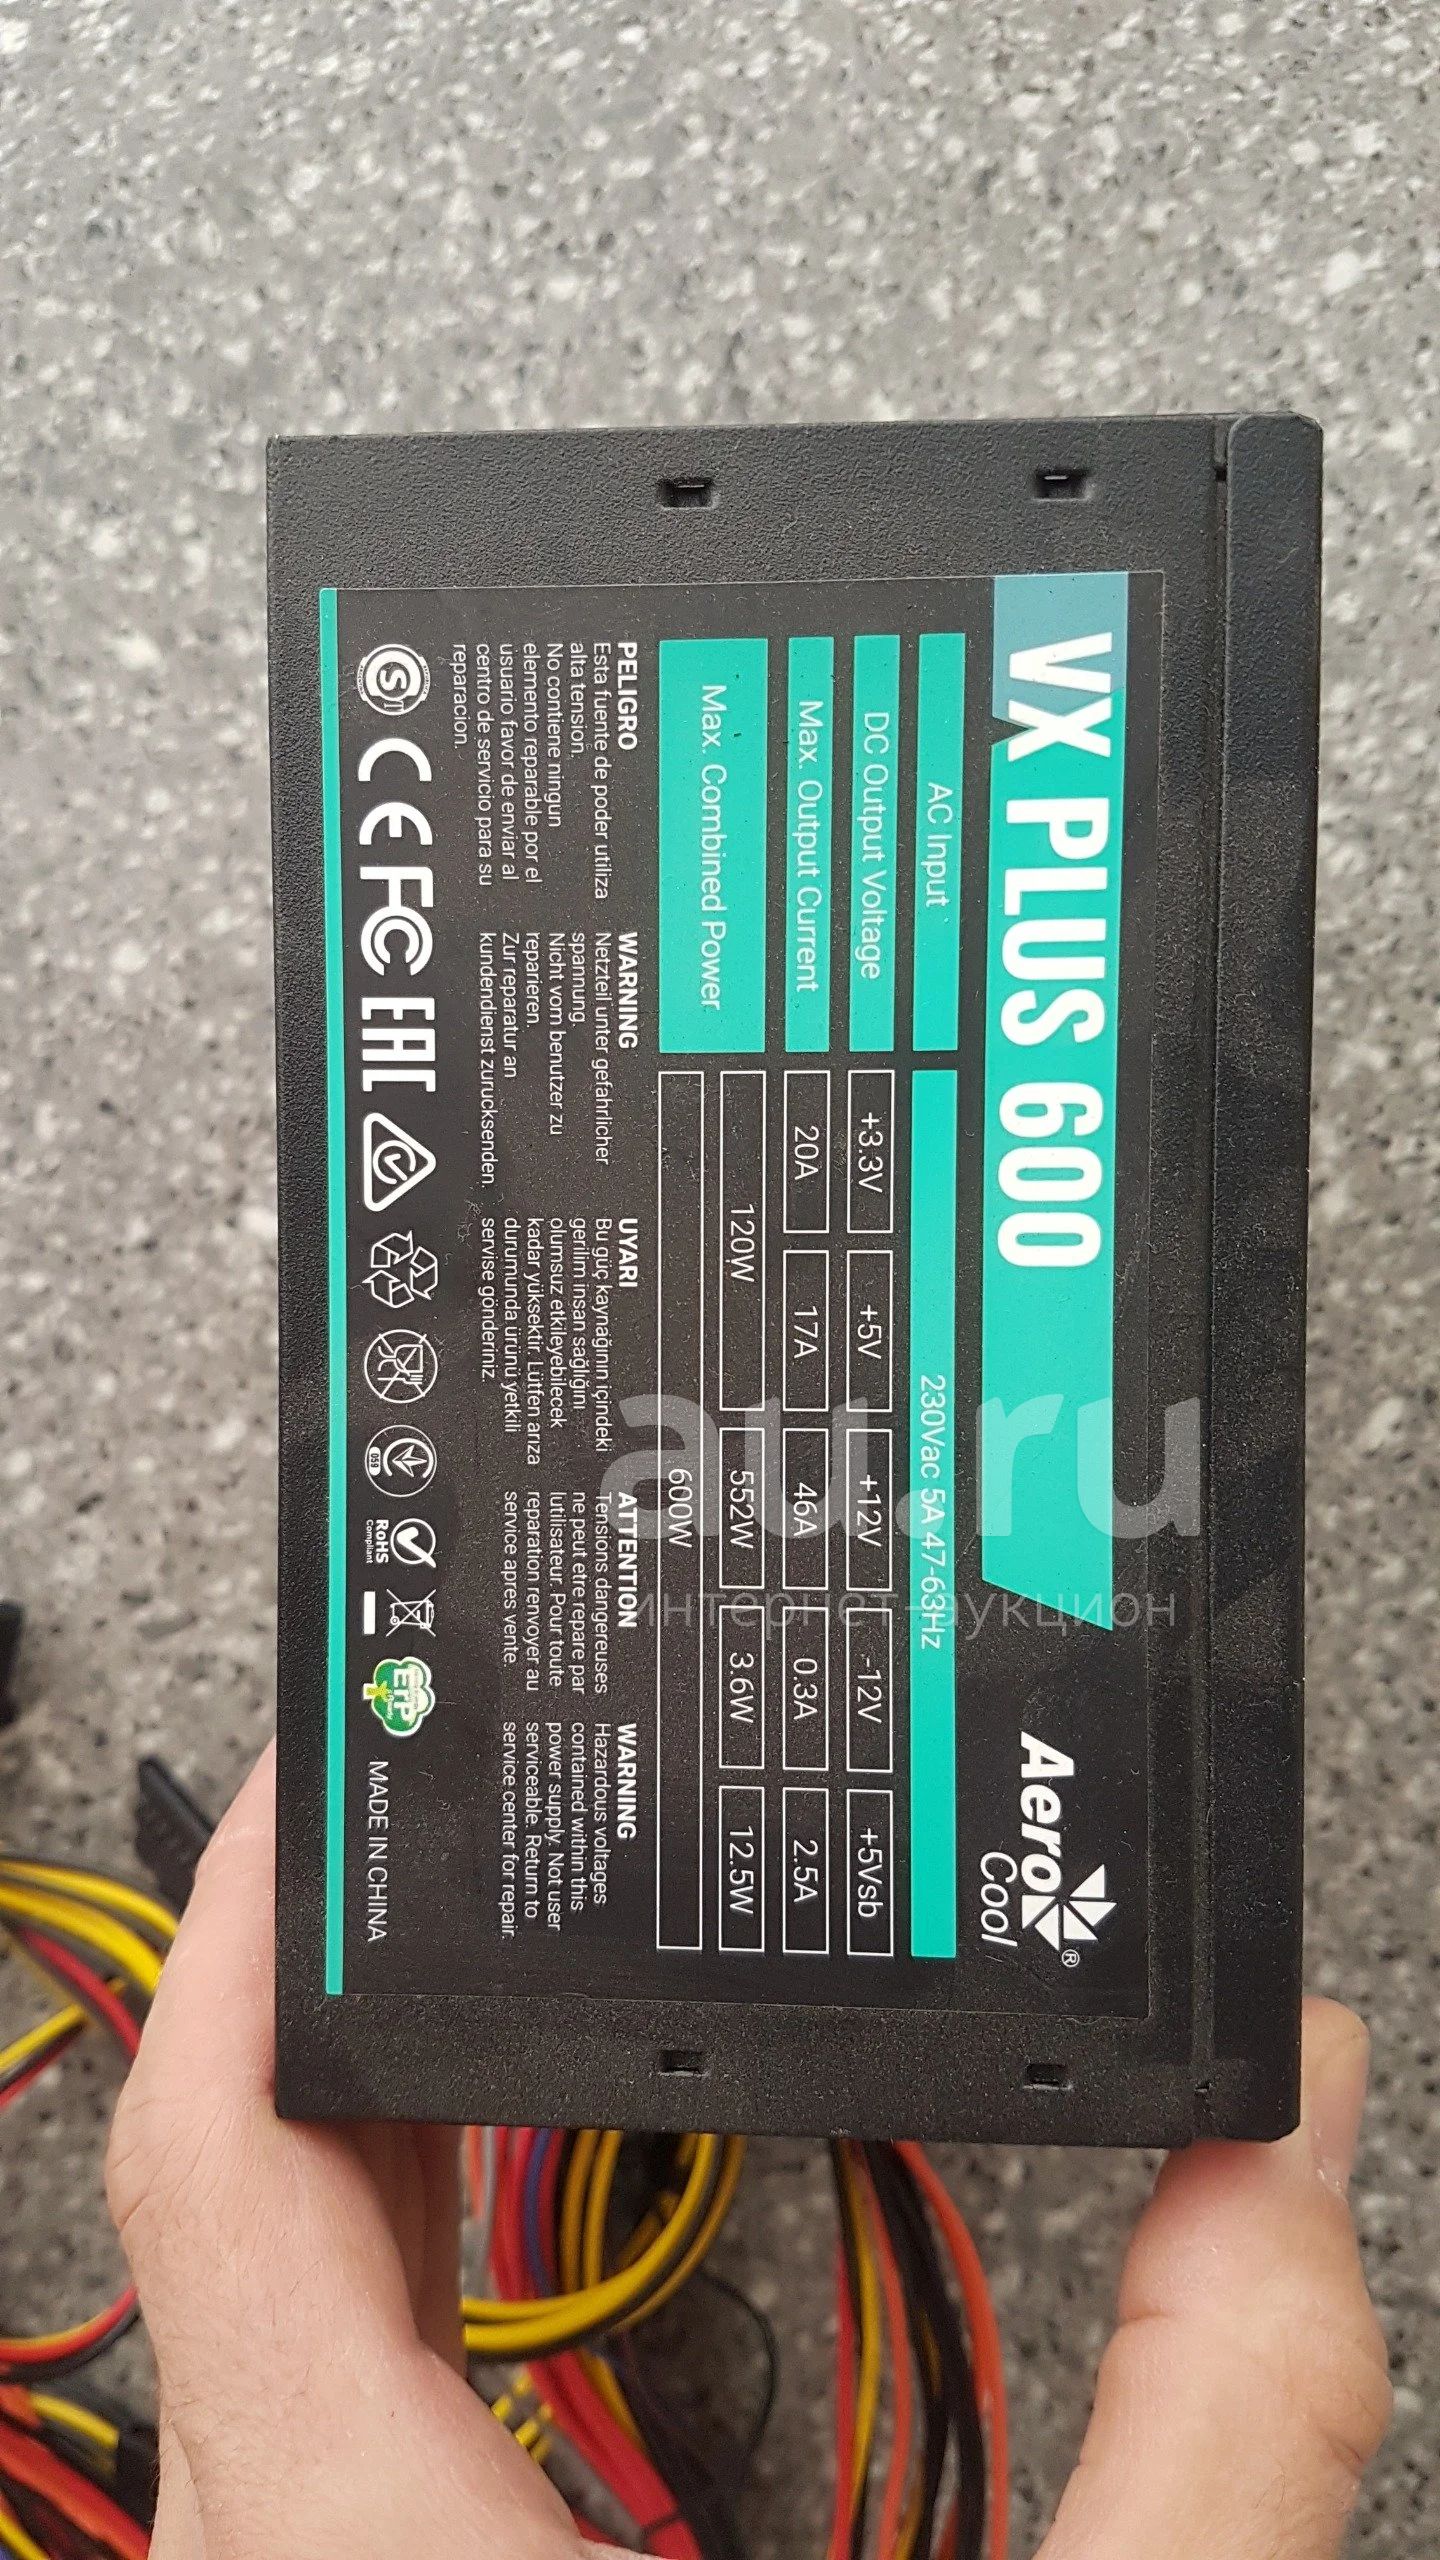 VX PLUS 600
Aero
Cool
®
AC Input
230Vac 5A 47-63Hz
DC Output Voltage
+3.3V
+5V
+12V
-12V
+5Vsb
Max. Output Current
20A
17A
46A
0.3A
2.5A
Max. Combined Power
120W
552W
3.6W
12.5W
600W
PELIGRO
Esta fuente de poder utiliza
alta tension.
No contiene ningun
elemento reparable por el
usuario favor de enviar al
centro de servicio para su
reparacion.
WARNING
Netzteil unter gefahrlicher
spannung.
Nicht vom benutzer zu
reparieren.
Zur reparatur an
kundendienst zurucksenden.
UYARI
Bu güç kaynağının içindeki
gerilim insan sağlığını
olumsuz etkileyebilecek
kadar yüksektir. Lütfen arıza
durumunda ürünü yetkili
servise gönderiniz.
ATTENTION
Tensions dangereuses
ne peut etre repare par
lutilisateur. Pour toute
reparation renvoyer au
service apres vente.
WARNING
Hazardous voltages
contained within this
power supply. Not user
serviceable. Return to
service center for repair.
CE FC EAC
059
RoHS
Compliant
ErP
MADE IN CHINA
au.ru
интернет-аукцион